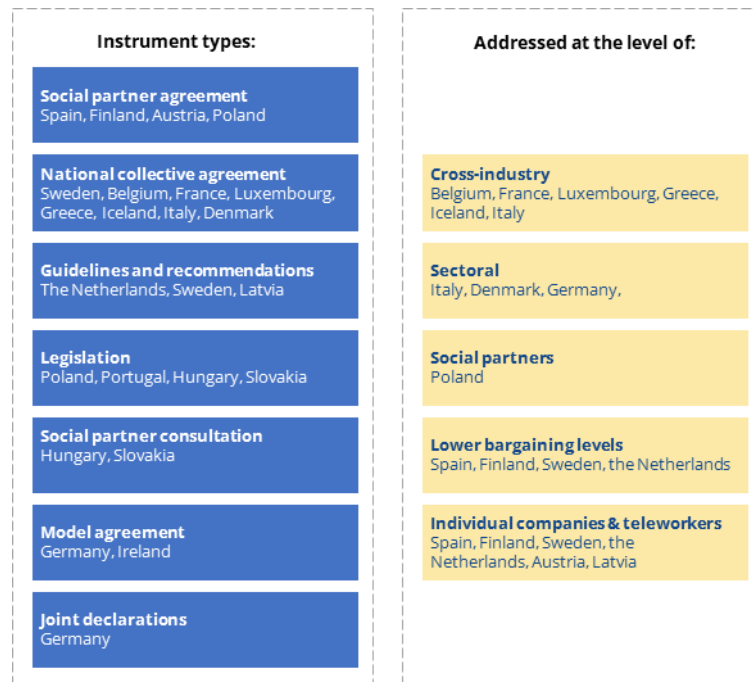 Instrument types:
Social partner agreement
Spain, Finland, Austria, Poland
National collective agreement
Sweden, Belgium, France, Luxembourg,
Greece, Iceland, Italy, Denmark
Guidelines and recommendations
The Netherlands, Sweden, Latvia
Legislation
Poland, Portugal, Hungary, Slovakia
Social partner consultation
Hungary, Slovakia
Model agreement
Germany, Ireland
Joint declarations
Germany
Addressed at the level of:
Cross-industry
Belgium, France, Luxembourg, Greece,
Iceland, Italy
Sectoral
Italy, Denmark, Germany,
Social partners
Poland
Lower bargaining levels
Spain, Finland, Sweden, the Netherlands
Individual companies & teleworkers
Spain, Finland, Sweden, the
Netherlands, Austria, Latvia